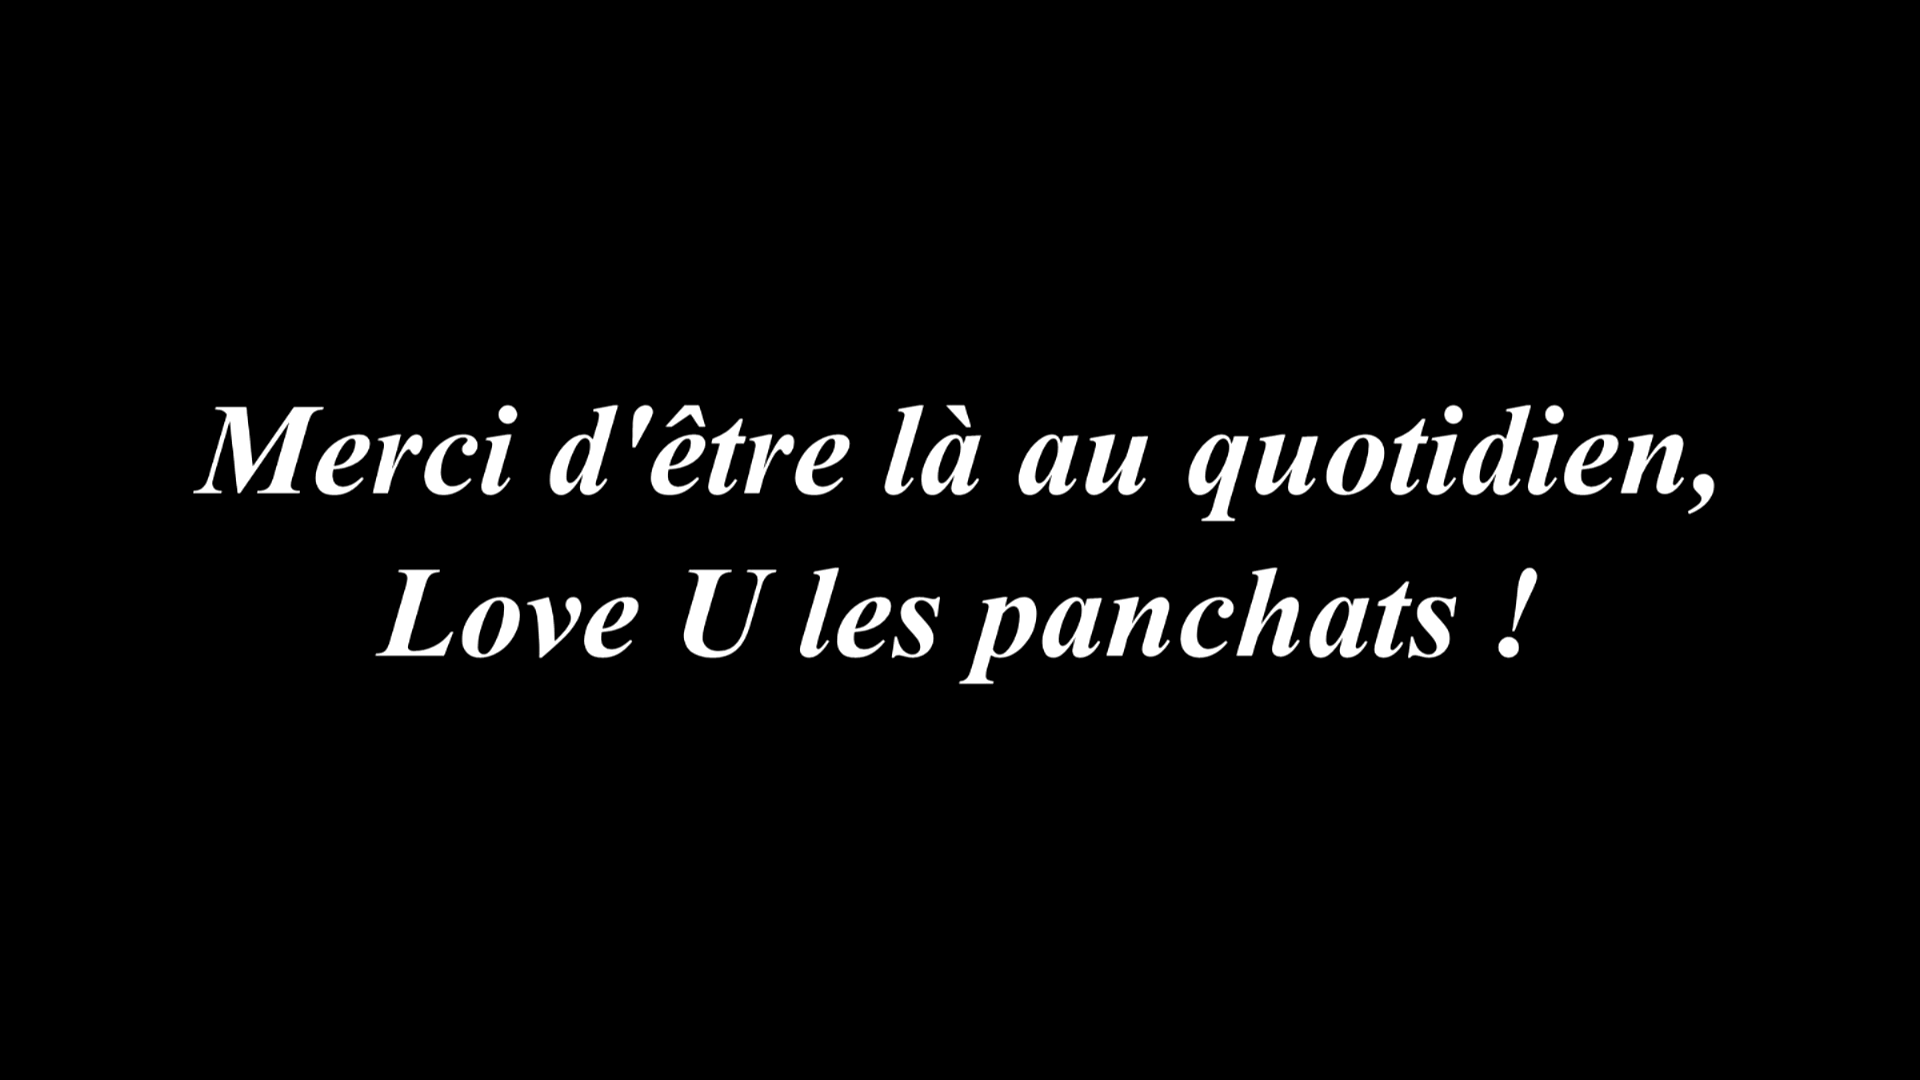 Merci d'être là au quotidien,
Love U les panchats !